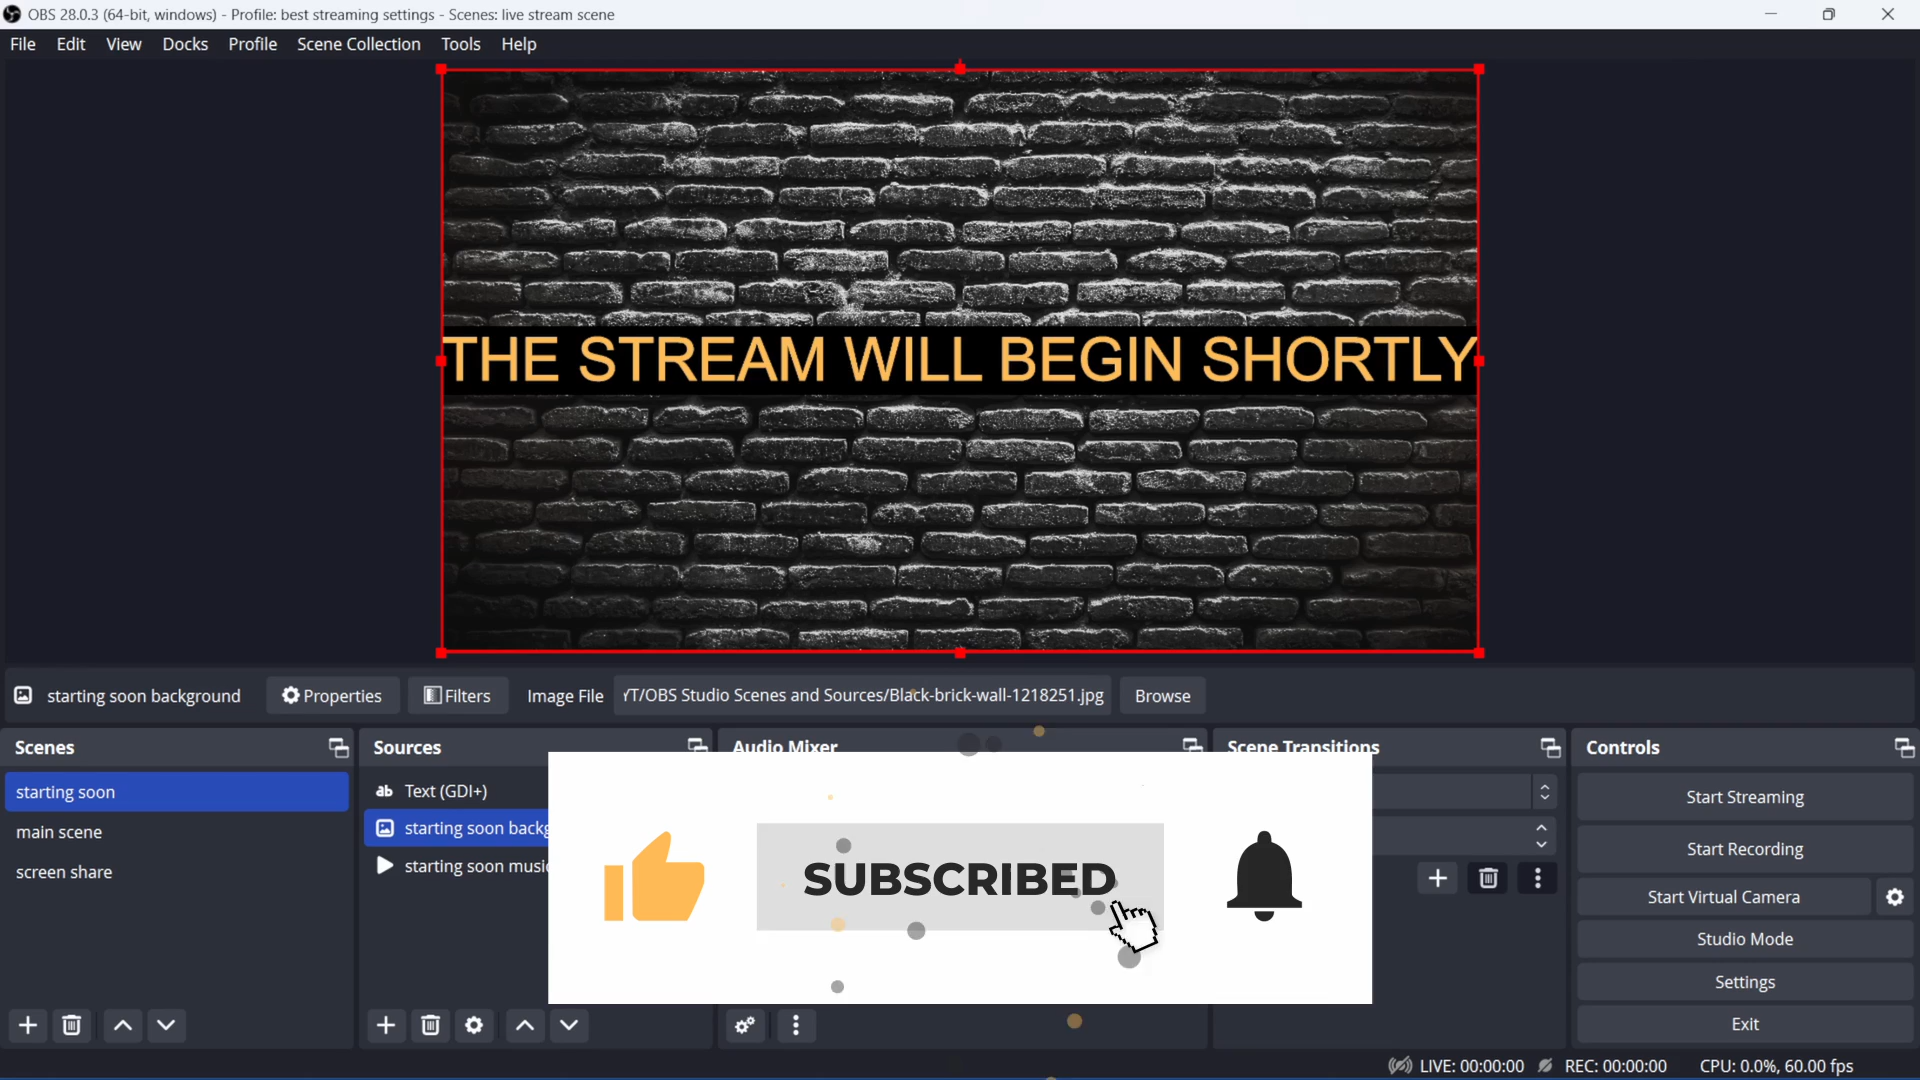 OBS 28.0.3 (64-bit, windows) - Profile: best streaming settings - Scenes: live stream scene
File Edit View Docks Profile Scene Collection Tools Help
THE STREAM WILL BEGIN SHORTLY
starting soon background Properties Filters Image File YT/OBS Studio Scenes and Sources/Black-brick-wall-1218251.jpg Browse
Scenes Sources Audio Mixer Scene Transitions Controls
starting soon
main scene
screen share
ab Text (GDI+)
starting soon backg
starting soon music
SUBSCRIBED
Start Streaming
Start Recording
Start Virtual Camera
Studio Mode
Settings
Exit
LIVE: 00:00:00 REC: 00:00:00 CPU: 0.0%, 60.00 fps